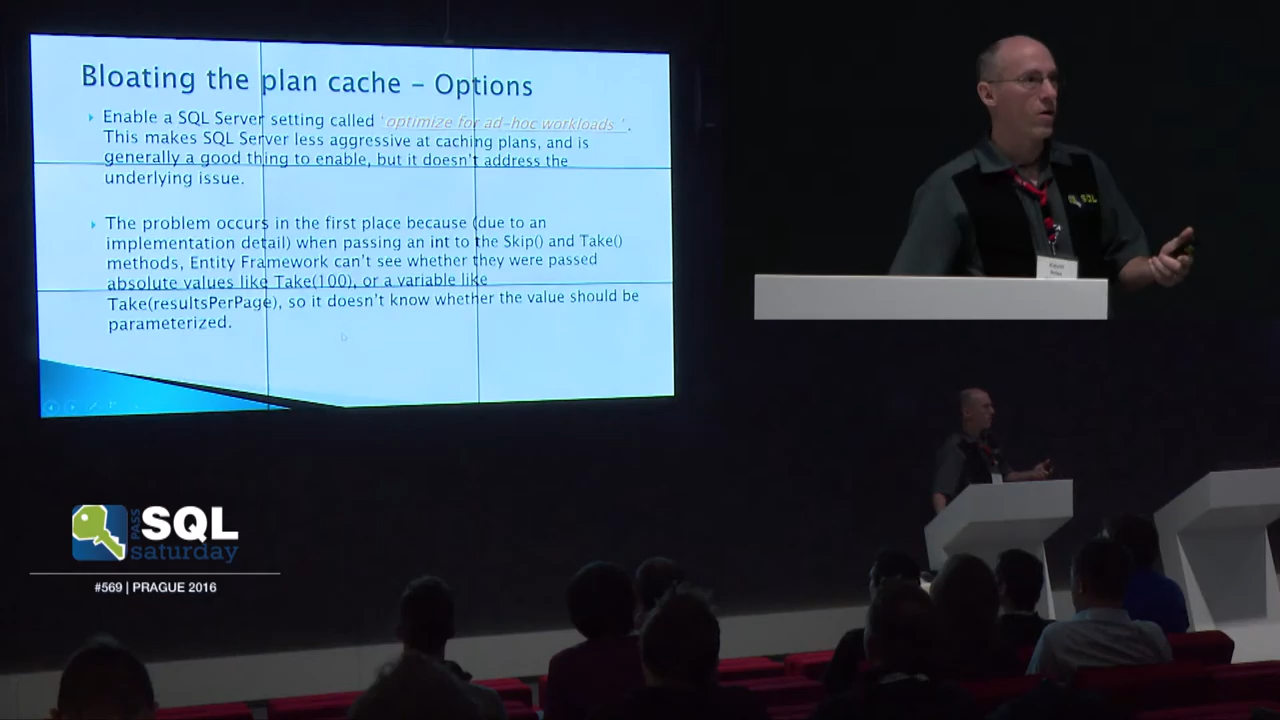 Bloating the plan cache – Options
Enable a SQL Server setting called 'optimize for ad-hoc workloads '.
This makes SQL Server less aggressive at caching plans, and is
generally a good thing to enable, but it doesn't address the
underlying issue.
The problem occurs in the first place because (due to an
implementation detail) when passing an int to the Skip() and Take()
methods, Entity Framework can't see whether they were passed
absolute values like Take(100), or a variable like
Take(resultsPerPage), so it doesn't know whether the value should be
parameterized.
PASS
SQL
saturday
#569 | PRAGUE 2016
SQL